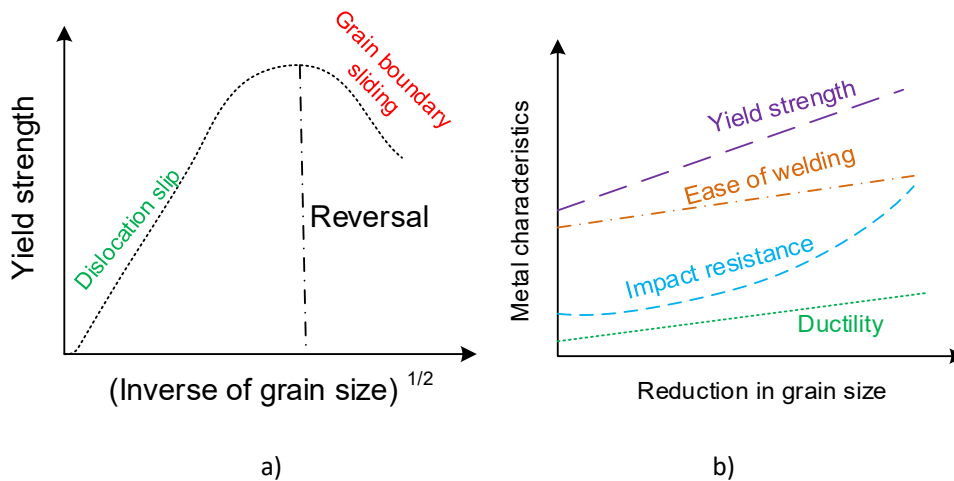 Yield strength
Dislocation slip
Grain boundary
sliding
Reversal
(Inverse of grain size) 1/2
a)
Metal characteristics
Yield strength
Ease of welding
Impact resistance
Ductility
Reduction in grain size
b)